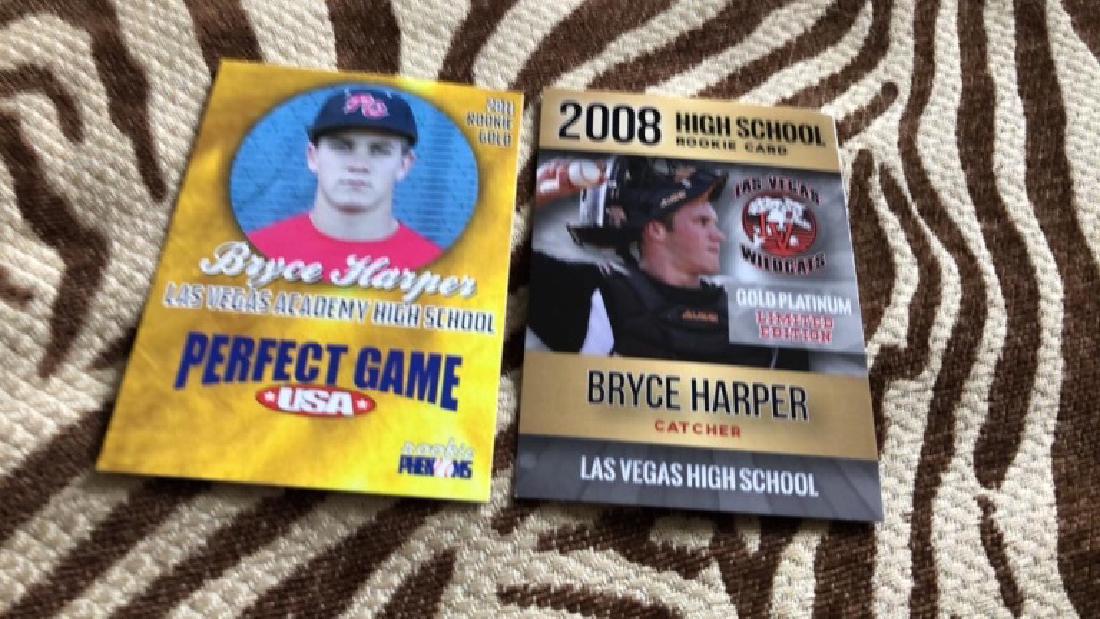 2011
ROOKIE
GOLD
Bryce Harper
LAS VEGAS ACADEMY HIGH SCHOOL
PERFECT GAME
USA
rookie
PHENOMS
2008 HIGH SCHOOL
ROOKIE CARD
LAS VEGAS
LV
WILDCATS
GOLD PLATINUM
LIMITED
EDITION
BRYCE HARPER
CATCHER
LAS VEGAS HIGH SCHOOL